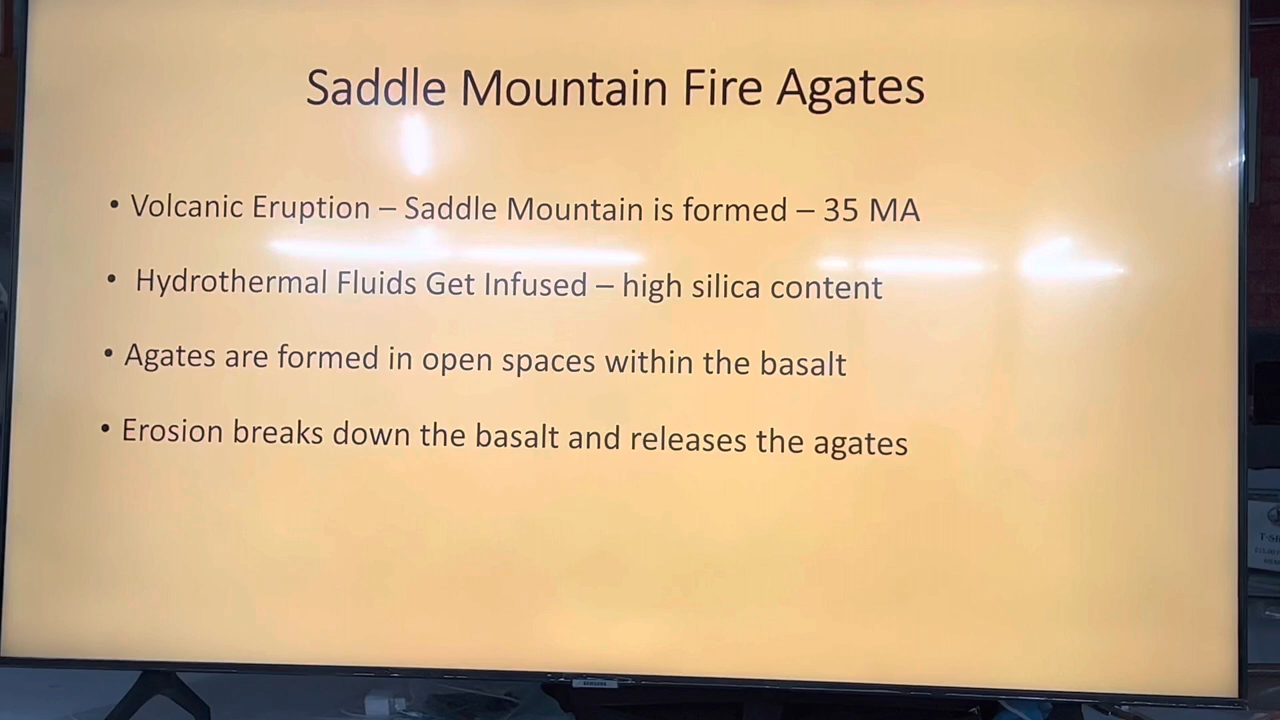 Saddle Mountain Fire Agates
• Volcanic Eruption – Saddle Mountain is formed – 35 MA
• Hydrothermal Fluids Get Infused – high silica content
• Agates are formed in open spaces within the basalt
• Erosion breaks down the basalt and releases the agates
SAMSUNG